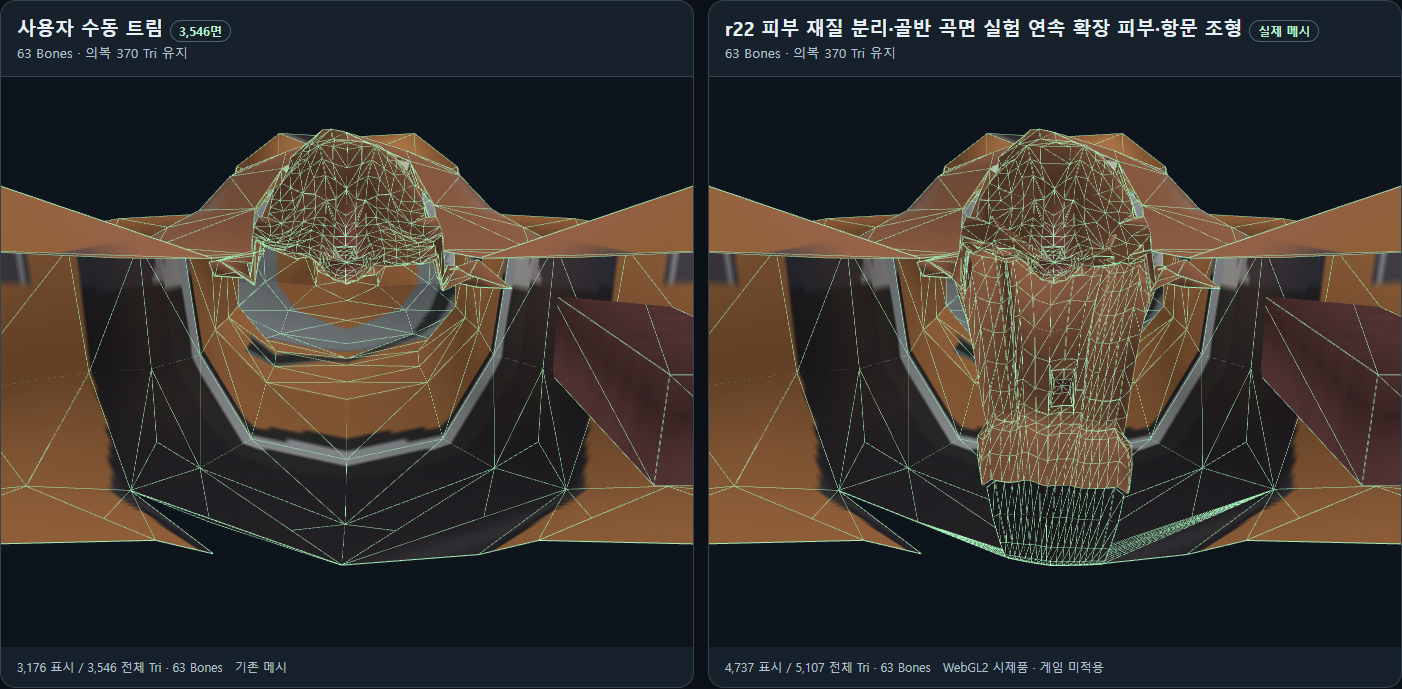 사용자 수동 트림 3,546면
63 Bones · 의복 370 Tri 유지
3,176 표시 / 3,546 전체 Tri · 63 Bones 기존 메시
r22 피부 재질 분리·골반 곡면 실험 연속 확장 피부·항문 조형 실제 메시
63 Bones · 의복 370 Tri 유지
4,737 표시 / 5,107 전체 Tri · 63 Bones WebGL2 시제품 · 게임 미적용